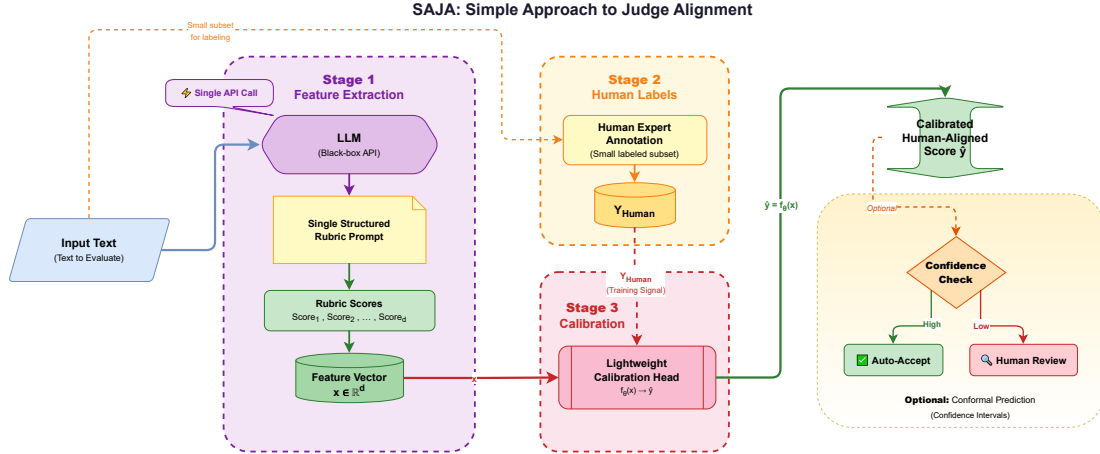 SAJA: Simple Approach to Judge Alignment
Small subset
for labeling
Stage 1
Feature Extraction
⚡ Single API Call
LLM
(Black-box API)
Single Structured
Rubric Prompt
Rubric Scores
Score₁ , Score₂ , ... , Score_d
Feature Vector
x ∈ ℝᵈ
Input Text
(Text to Evaluate)
Stage 2
Human Labels
Human Expert
Annotation
(Small labeled subset)
Y_Human
Y_Human
(Training Signal)
Stage 3
Calibration
Lightweight
Calibration Head
f_θ(x) → ŷ
x
ŷ = f_θ(x)
Calibrated
Human-Aligned
Score ŷ
Optional
Confidence
Check
High
Low
✅ Auto-Accept
🔍 Human Review
Optional: Conformal Prediction
(Confidence Intervals)